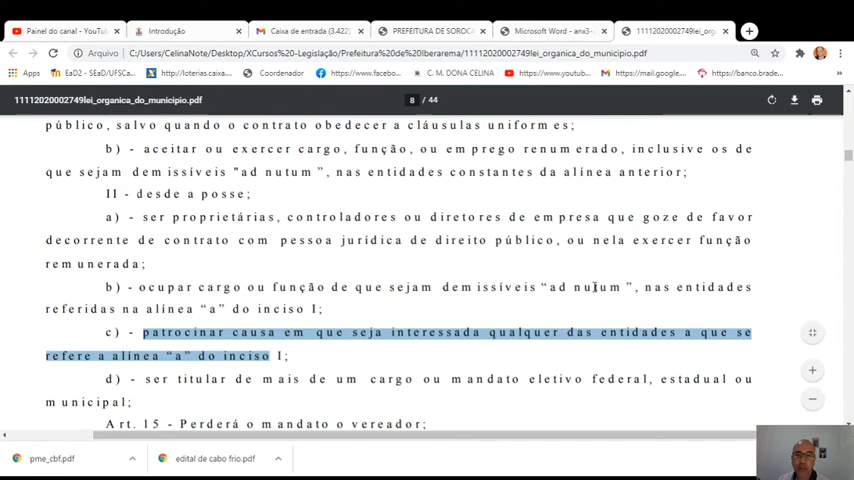 Painel do canal - YouTu
Introdução
Caixa de entrada (3.422)
PREFEITURA DE SOROCA
Microsoft Word - anx3-
11112020002749lei_orga
Arquivo
C:/Users/CelinaNote/Desktop/XCursos%20-Legislação/Prefeitura%20de%20Iberarema/11112020002749lei_organica_do_municipio.pdf
Apps
EaD2 - SEaD/UFSCa...
http://loterias.caixa....
Coordenador
https://www.facebo...
C. M. DONA CELINA
https://www.youtub...
https://mail.google....
https://banco.brade...
11112020002749lei_organica_do_municipio.pdf
8 / 44
público, salvo quando o contrato obedecer a cláusulas uniformes;
b) - aceitar ou exercer cargo, função, ou emprego renumerado, inclusive os de
que sejam demissíveis "ad nutum ”, nas entidades constantes da alínea anterior;
II - desde a posse;
a) - ser proprietárias, controladores ou diretores de empresa que goze de favor
decorrente de contrato com pessoa jurídica de direito público, ou nela exercer função
remunerada;
b) - ocupar cargo ou função de que sejam demissíveis “ad nutum ”, nas entidades
referidas na alínea “a” do inciso I;
c) - patrocinar causa em que seja interessada qualquer das entidades a que se
refere a alínea “a” do inciso I;
d) - ser titular de mais de um cargo ou mandato eletivo federal, estadual ou
municipal;
Art. 15 - Perderá o mandato o vereador;
pme_cbf.pdf
edital de cabo frio.pdf